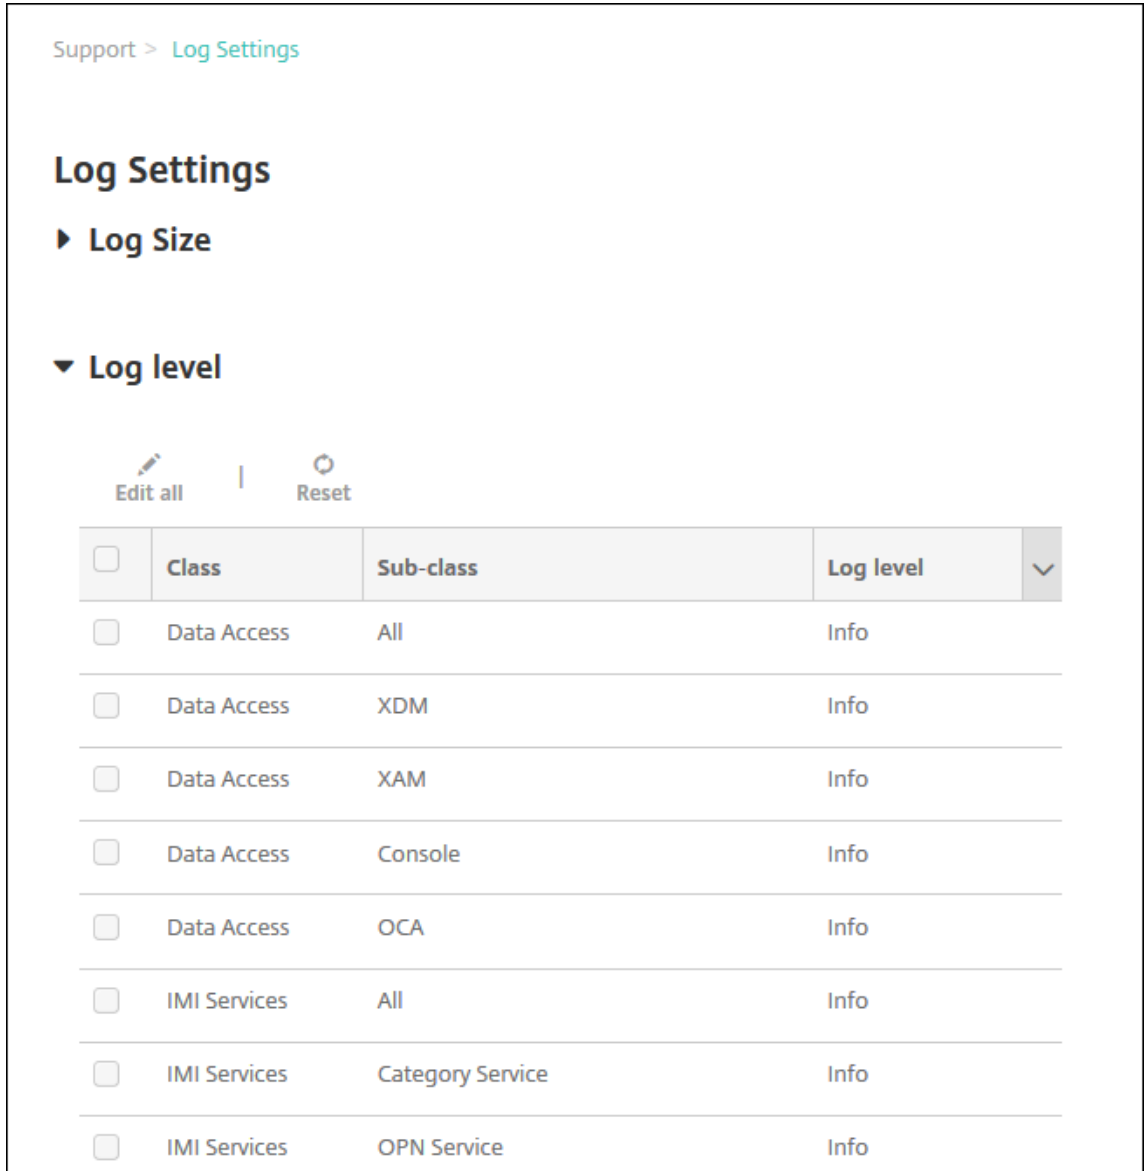 Support > Log Settings
Log Settings
Log Size
Log level
Edit all | Reset
Class Sub-class Log level
Data Access All Info
Data Access XDM Info
Data Access XAM Info
Data Access Console Info
Data Access OCA Info
IMI Services All Info
IMI Services Category Service Info
IMI Services OPN Service Info